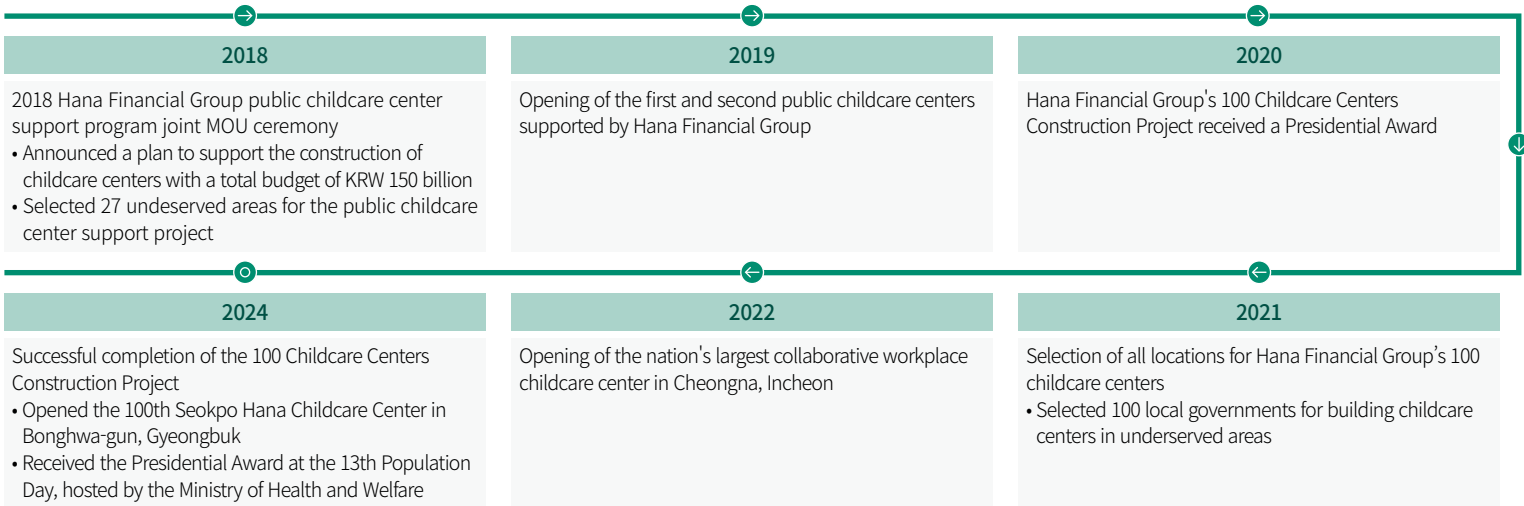 2018
2018 Hana Financial Group public childcare center
support program joint MOU ceremony
• Announced a plan to support the construction of
childcare centers with a total budget of KRW 150 billion
• Selected 27 undeserved areas for the public childcare
center support project
2019
Opening of the first and second public childcare centers
supported by Hana Financial Group
2020
Hana Financial Group's 100 Childcare Centers
Construction Project received a Presidential Award
2021
Selection of all locations for Hana Financial Group’s 100
childcare centers
• Selected 100 local governments for building childcare
centers in underserved areas
2022
Opening of the nation's largest collaborative workplace
childcare center in Cheongna, Incheon
2024
Successful completion of the 100 Childcare Centers
Construction Project
• Opened the 100th Seokpo Hana Childcare Center in
Bonghwa-gun, Gyeongbuk
• Received the Presidential Award at the 13th Population
Day, hosted by the Ministry of Health and Welfare